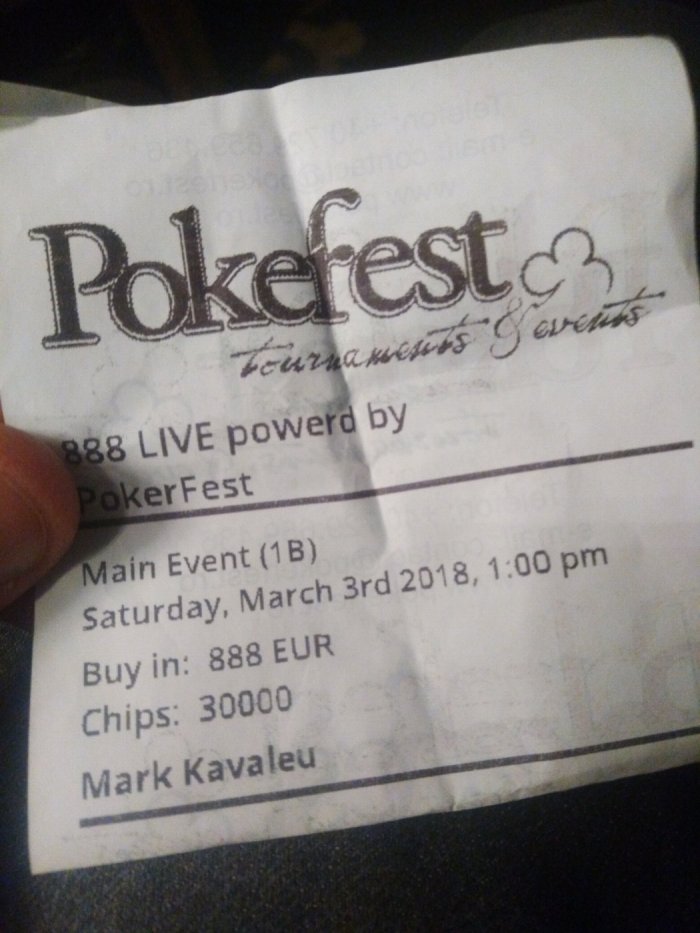 Pokerfest
tournaments & events
888 LIVE powerd by
PokerFest
Main Event (1B)
Saturday, March 3rd 2018, 1:00 pm
Buy in: 888 EUR
Chips: 30000
Mark Kavaleu